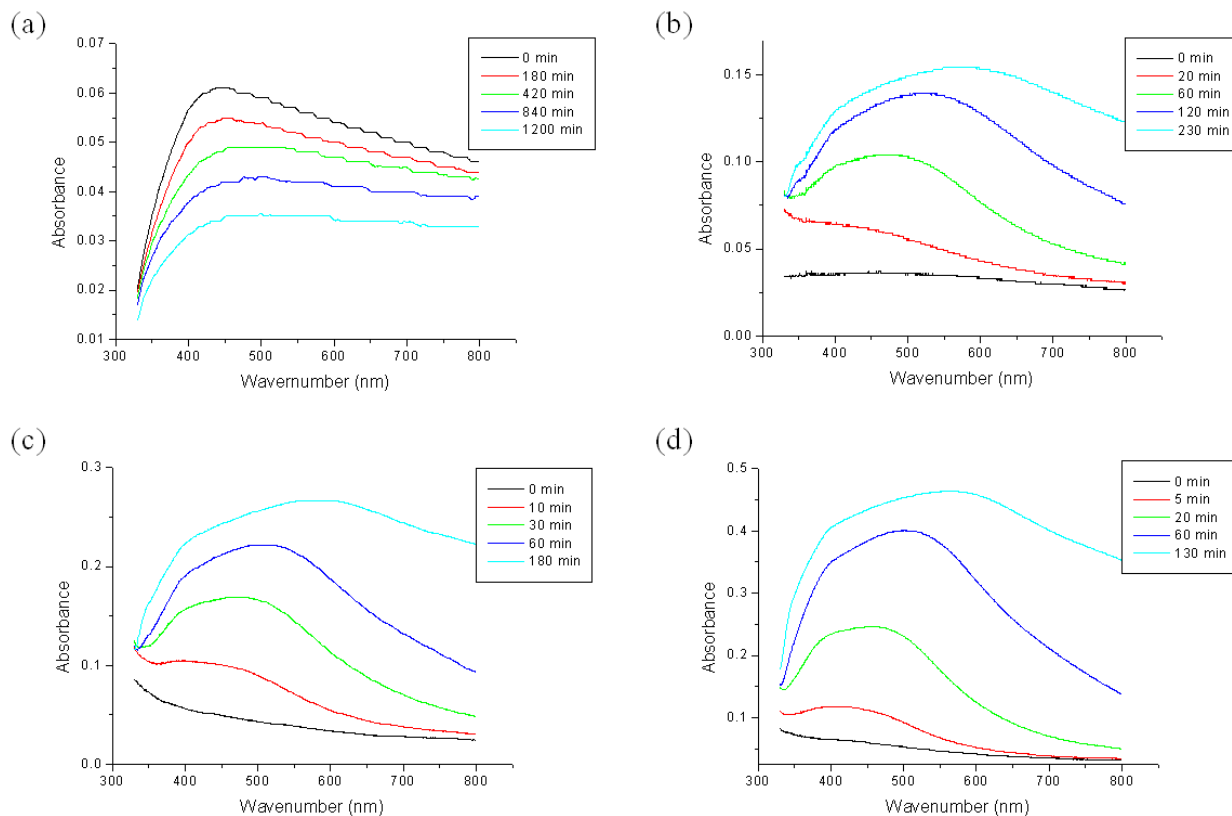 (a)
0.07
0.06
0.05
0.04
0.03
0.02
0.01
Absorbance
300 400 500 600 700 800
Wavernumber (nm)
0 min
180 min
420 min
840 min
1200 min
(b)
0.15
0.10
0.05
0.00
Absorbance
300 400 500 600 700 800
Wavenumber (nm)
0 min
20 min
60 min
120 min
230 min
(c)
0.3
0.2
0.1
0.0
Absorbance
300 400 500 600 700 800
Wavenumber (nm)
0 min
10 min
30 min
60 min
180 min
(d)
0.5
0.4
0.3
0.2
0.1
Absorbance
300 400 500 600 700 800
Wavenumber (nm)
0 min
5 min
20 min
60 min
130 min